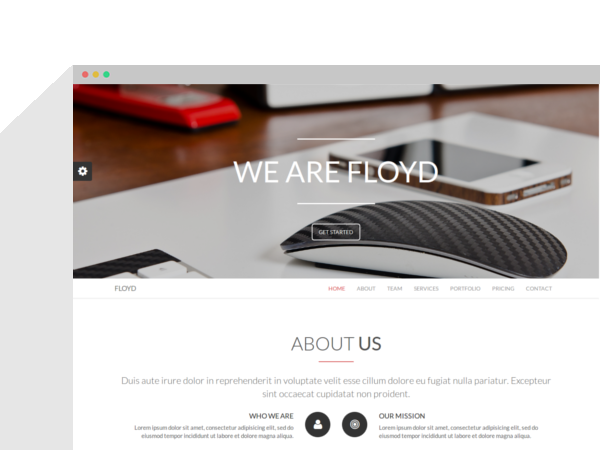 WE ARE FLOYD
GET STARTED
FLOYD
HOME ABOUT TEAM SERVICES PORTFOLIO PRICING CONTACT
ABOUT US
Duis aute irure dolor in reprehenderit in voluptate velit esse cillum dolore eu fugiat nulla pariatur. Excepteur
sint occaecat cupidatat non proident.
WHO WE ARE
Lorem ipsum dolor sit amet, consectetur adipisicing elit, sed do
eiusmod tempor incididunt ut labore et dolore magna aliqua.
OUR MISSION
Lorem ipsum dolor sit amet, consectetur adipisicing elit, sed do
eiusmod tempor incididunt ut labore et dolore magna aliqua.